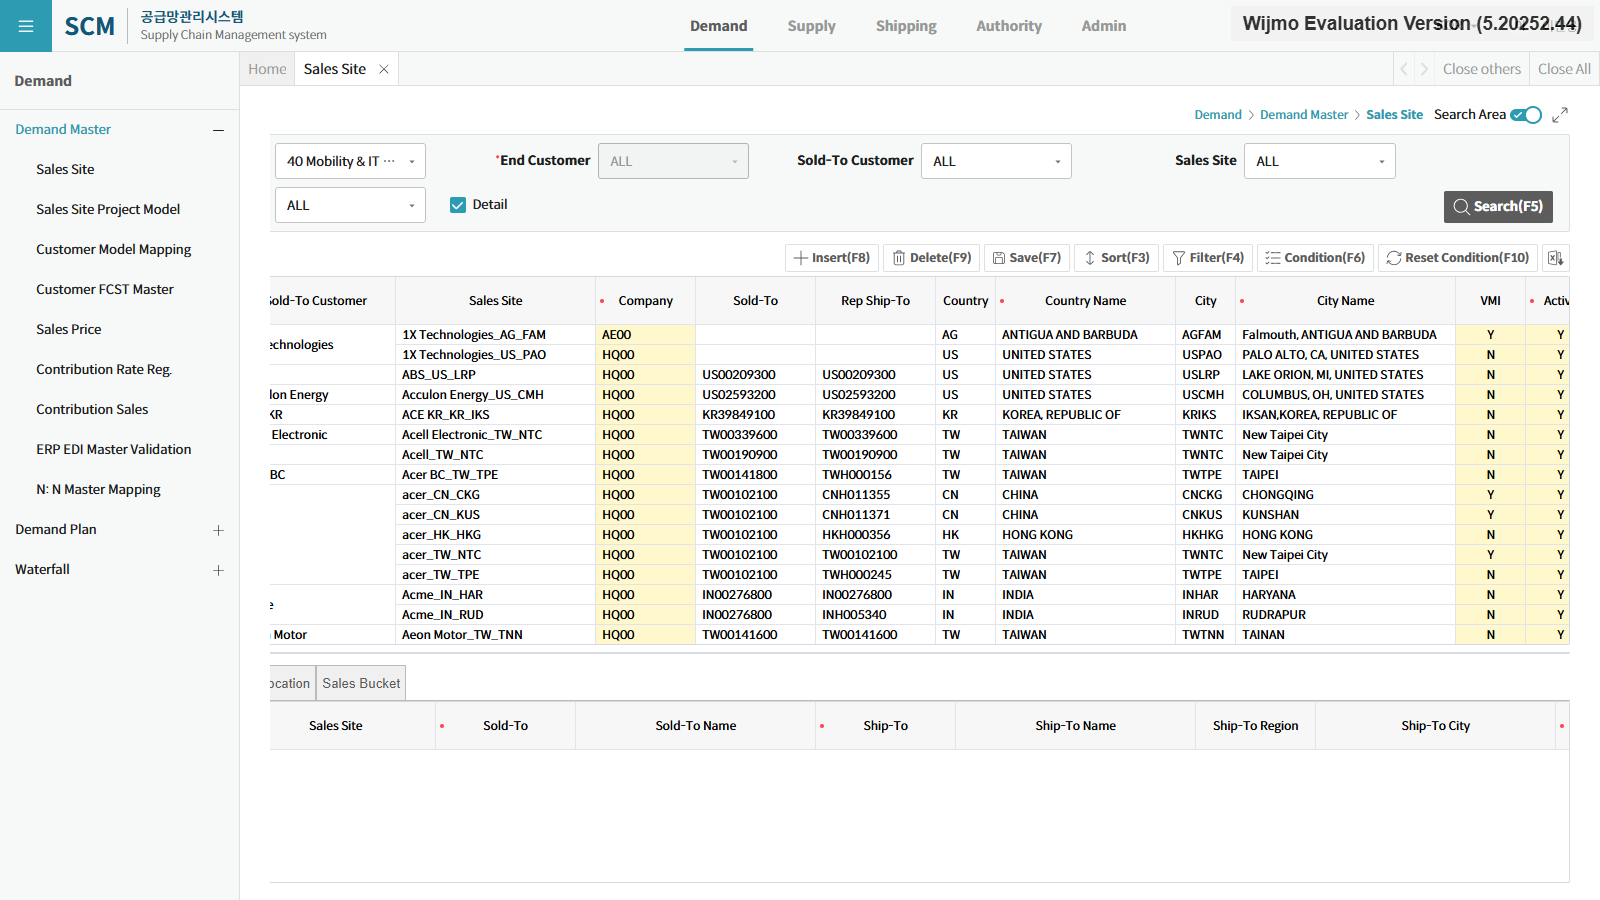 SCM
공급망관리시스템
Supply Chain Management system
Demand
Supply
Shipping
Authority
Admin
Wijmo Evaluation Version (5.20252.44)
Demand
Home
Sales Site
Close others
Close All
Demand Master
Sales Site
Sales Site Project Model
Customer Model Mapping
Customer FCST Master
Sales Price
Contribution Rate Reg.
Contribution Sales
ERP EDI Master Validation
N: N Master Mapping
Demand Plan
Waterfall
Demand > Demand Master > Sales Site
Search Area
40 Mobility & IT ···
*End Customer ALL
Sold-To Customer ALL
Sales Site ALL
ALL
Detail
Search(F5)
Insert(F8) Delete(F9) Save(F7) Sort(F3) Filter(F4) Condition(F6) Reset Condition(F10)
Sold-To Customer Sales Site Company Sold-To Rep Ship-To Country Country Name City City Name VMI Activ
echnologies
1X Technologies_AG_FAM AE00 AG ANTIGUA AND BARBUDA AGFAM Falmouth, ANTIGUA AND BARBUDA Y Y
1X Technologies_US_PAO HQ00 US UNITED STATES USPAO PALO ALTO, CA, UNITED STATES N Y
ABS_US_LRP HQ00 US00209300 US00209300 US UNITED STATES USLRP LAKE ORION, MI, UNITED STATES N Y
lon Energy Acculon Energy_US_CMH HQ00 US02593200 US02593200 US UNITED STATES USCMH COLUMBUS, OH, UNITED STATES N Y
KR ACE KR_KR_IKS HQ00 KR39849100 KR39849100 KR KOREA, REPUBLIC OF KRIKS IKSAN,KOREA, REPUBLIC OF N Y
Electronic Acell Electronic_TW_NTC HQ00 TW00339600 TW00339600 TW TAIWAN TWNTC New Taipei City N Y
Acell_TW_NTC HQ00 TW00190900 TW00190900 TW TAIWAN TWNTC New Taipei City N Y
BC Acer BC_TW_TPE HQ00 TW00141800 TWH000156 TW TAIWAN TWTPE TAIPEI N Y
acer_CN_CKG HQ00 TW00102100 CNH011355 CN CHINA CNCKG CHONGQING Y Y
acer_CN_KUS HQ00 TW00102100 CNH011371 CN CHINA CNKUS KUNSHAN Y Y
acer_HK_HKG HQ00 TW00102100 HKH000356 HK HONG KONG HKHKG HONG KONG N Y
acer_TW_NTC HQ00 TW00102100 TW00102100 TW TAIWAN TWNTC New Taipei City Y Y
acer_TW_TPE HQ00 TW00102100 TWH000245 TW TAIWAN TWTPE TAIPEI N Y
e
Acme_IN_HAR HQ00 IN00276800 IN00276800 IN INDIA INHAR HARYANA N Y
Acme_IN_RUD HQ00 IN00276800 INH005340 IN INDIA INRUD RUDRAPUR N Y
Motor Aeon Motor_TW_TNN HQ00 TW00141600 TW00141600 TW TAIWAN TWTNN TAINAN N Y
ocation Sales Bucket
Sales Site Sold-To Sold-To Name Ship-To Ship-To Name Ship-To Region Ship-To City